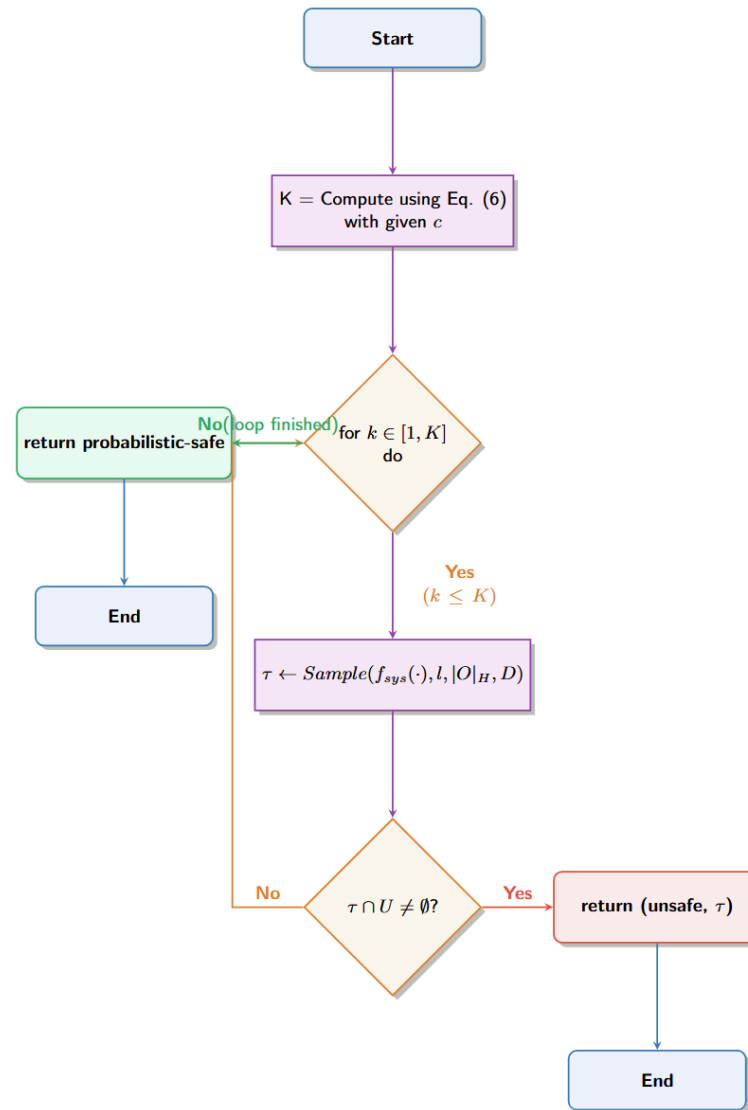 Start
K = Compute using Eq. (6)
with given c
No(loop finished)
for k ∈ [1, K]
do
return probabilistic-safe
Yes
(k ≤ K)
End
τ ← Sample(f_sys(·), l, |O|_H, D)
No
τ ∩ U ≠ ∅?
Yes
return (unsafe, τ)
End